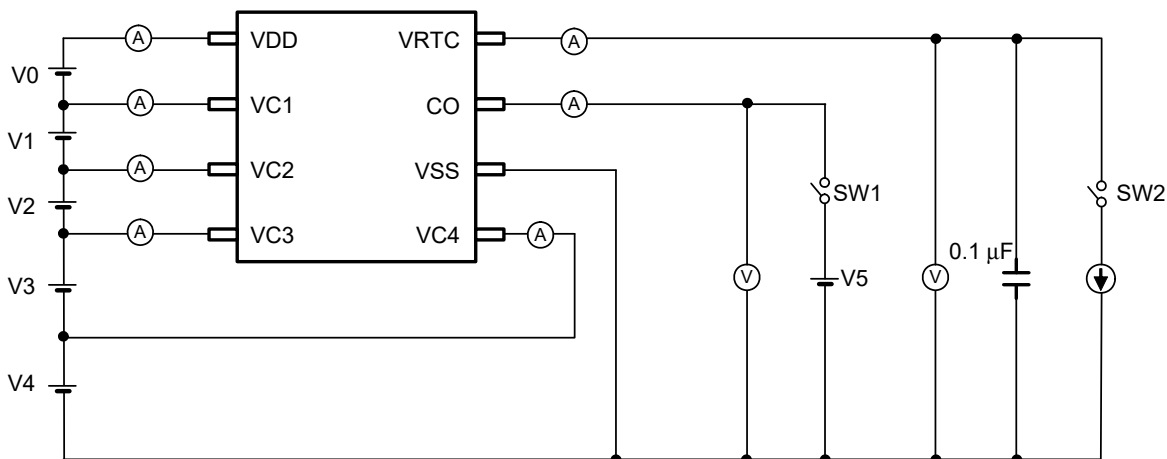 A
VDD
VRTC
A
V0
A
VC1
CO
A
V1
A
VC2
VSS
SW1
SW2
V2
A
VC3
VC4
A
0.1 μF
V3
V
V5
V
V4